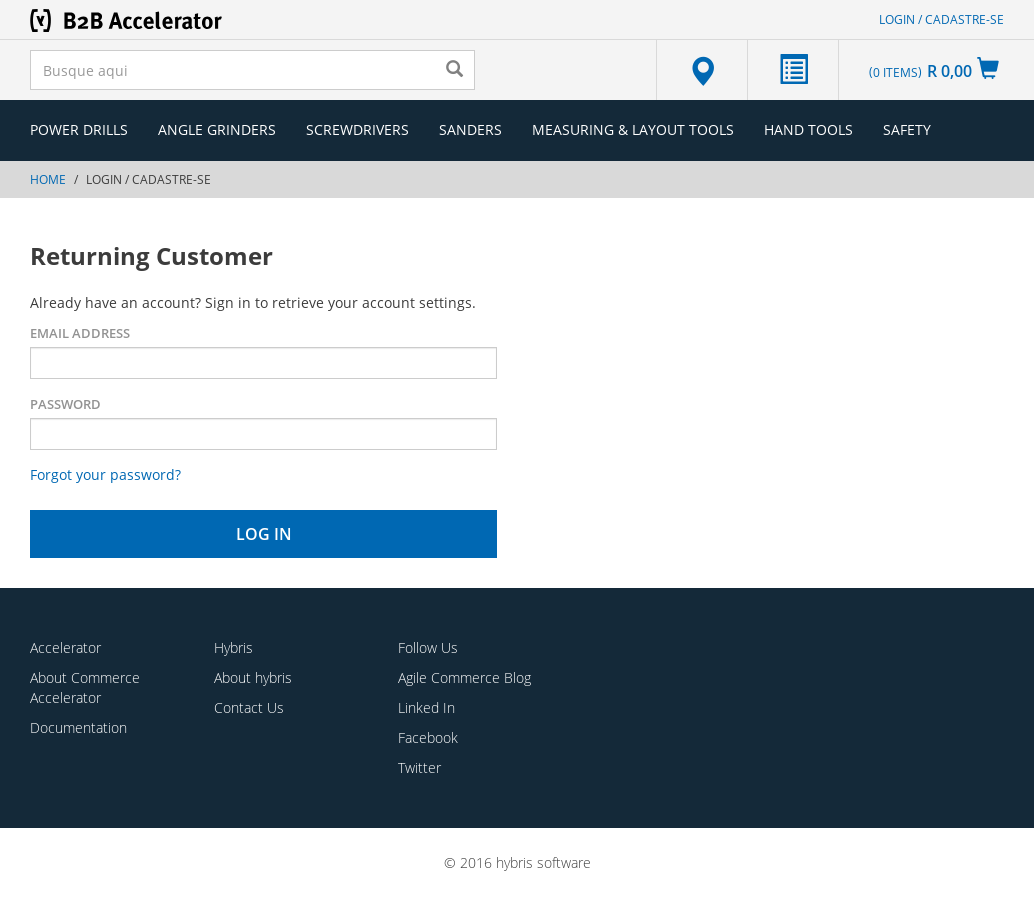 B2B Accelerator
LOGIN / CADASTRE-SE
Busque aqui
(0 ITEMS) R 0,00
POWER DRILLS ANGLE GRINDERS SCREWDRIVERS SANDERS MEASURING & LAYOUT TOOLS HAND TOOLS SAFETY
HOME / LOGIN / CADASTRE-SE
Returning Customer
Already have an account? Sign in to retrieve your account settings.
EMAIL ADDRESS
PASSWORD
Forgot your password?
LOG IN
Accelerator
About Commerce
Accelerator
Documentation
Hybris
About hybris
Contact Us
Follow Us
Agile Commerce Blog
Linked In
Facebook
Twitter
© 2016 hybris software